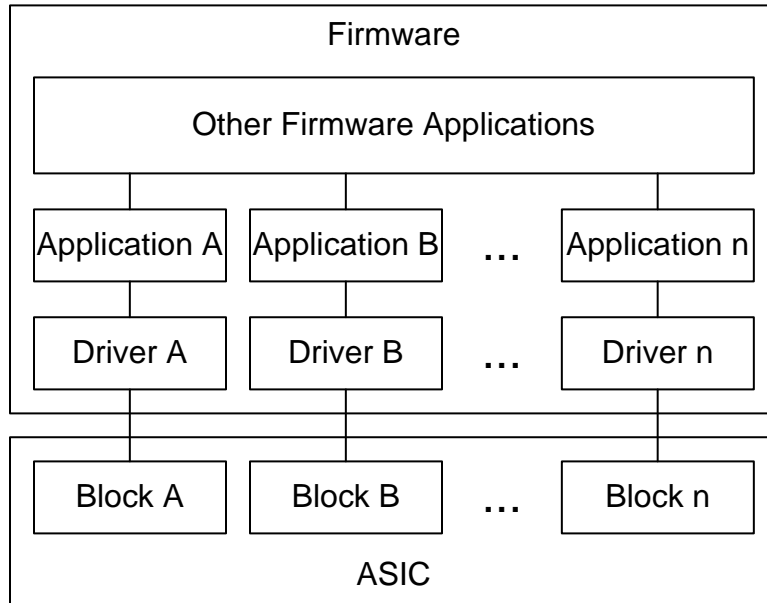 Firmware
Other Firmware Applications
Application A Application B ... Application n
Driver A Driver B ... Driver n
Block A Block B ... Block n
ASIC